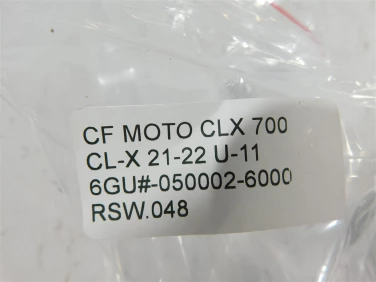 CF MOTO CLX 700
CL-X 21-22 U-11
6GU#-050002-6000
RSW.048